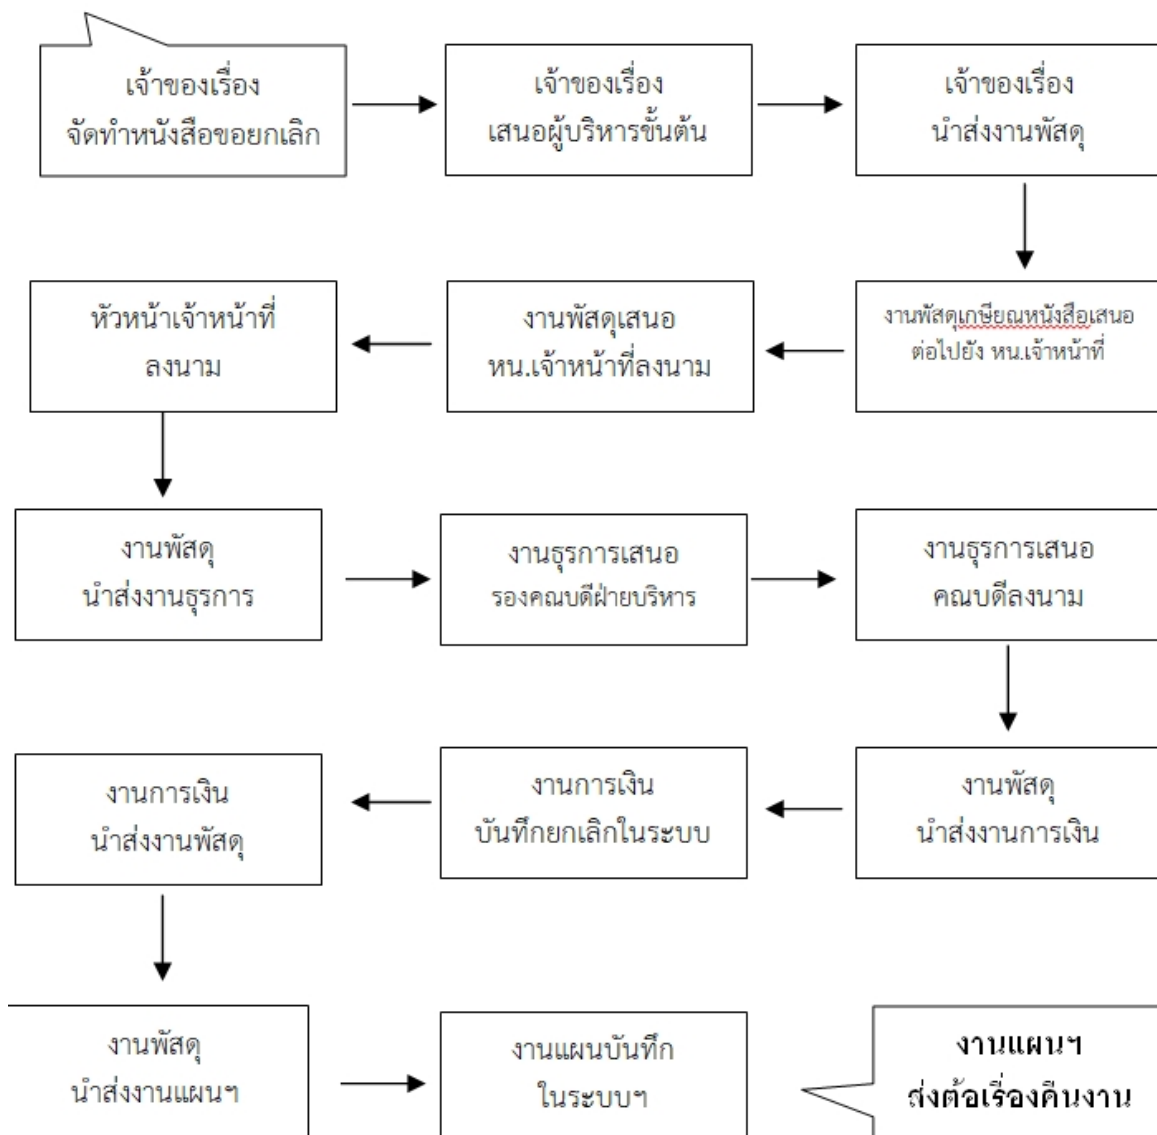 เจ้าของเรื่อง
จัดทำหนังสือขอยกเลิก
เจ้าของเรื่อง
เสนอผู้บริหารขั้นต้น
เจ้าของเรื่อง
นำส่งงานพัสดุ
งานพัสดุเกษียณหนังสือเสนอ
ต่อไปยัง หน.เจ้าหน้าที่
งานพัสดุเสนอ
หน.เจ้าหน้าที่ลงนาม
หัวหน้าเจ้าหน้าที่
ลงนาม
งานพัสดุ
นำส่งงานธุรการ
งานธุรการเสนอ
รองคณบดีฝ่ายบริหาร
งานธุรการเสนอ
คณบดีลงนาม
งานพัสดุ
นำส่งงานการเงิน
งานการเงิน
บันทึกยกเลิกในระบบ
งานการเงิน
นำส่งงานพัสดุ
งานพัสดุ
นำส่งงานแผนฯ
งานแผนบันทึก
ในระบบฯ
งานแผนฯ
ส่งต้อเรื่องคืนงาน